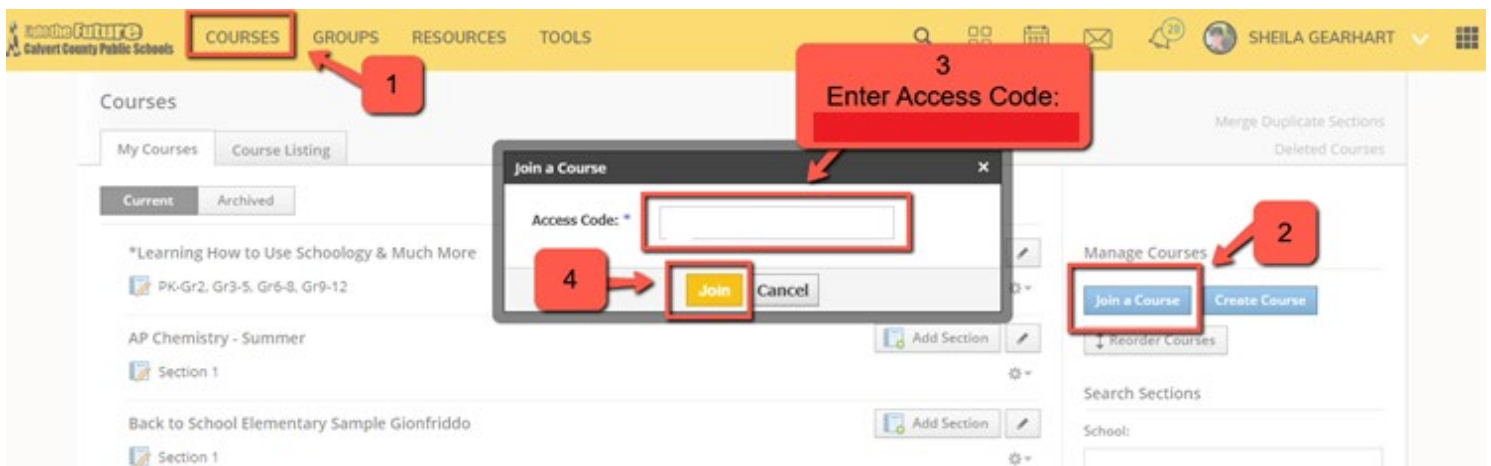 into the Future
Calvert County Public Schools
COURSES
GROUPS
RESOURCES
TOOLS
28
SHEILA GEARHART
1
3
Enter Access Code:
Courses
Merge Duplicate Sections
Deleted Courses
My Courses
Course Listing
Join a Course
×
Current
Archived
Access Code: *
*Learning How to Use Schoology & Much More
2
Manage Courses
4
PK-Gr2, Gr3-5, Gr6-8, Gr9-12
Join
Cancel
Join a Course
Create Course
AP Chemistry - Summer
Add Section
Reorder Courses
Section 1
Search Sections
Back to School Elementary Sample Gionfriddo
Add Section
School:
Section 1